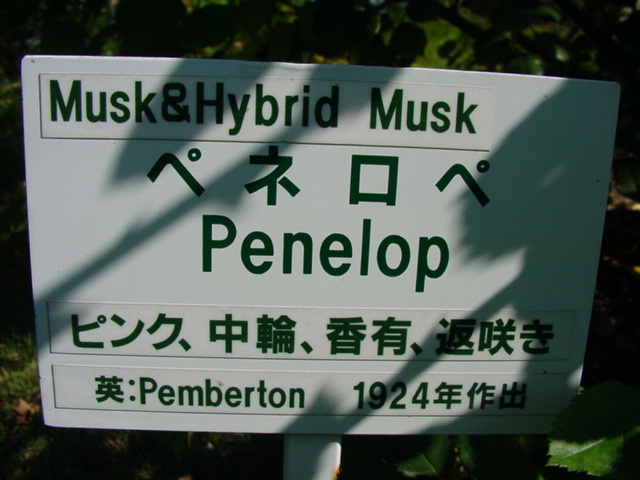 Musk&Hybrid Musk
ペネロペ
Penelop
ピンク、中輪、香有、返咲き
英:Pemberton 1924年作出